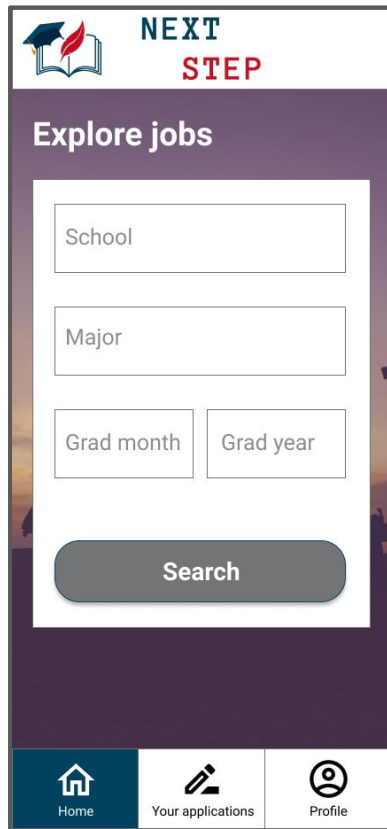 NEXT
STEP
Explore jobs
School
Major
Grad month Grad year
Search
Home Your applications Profile